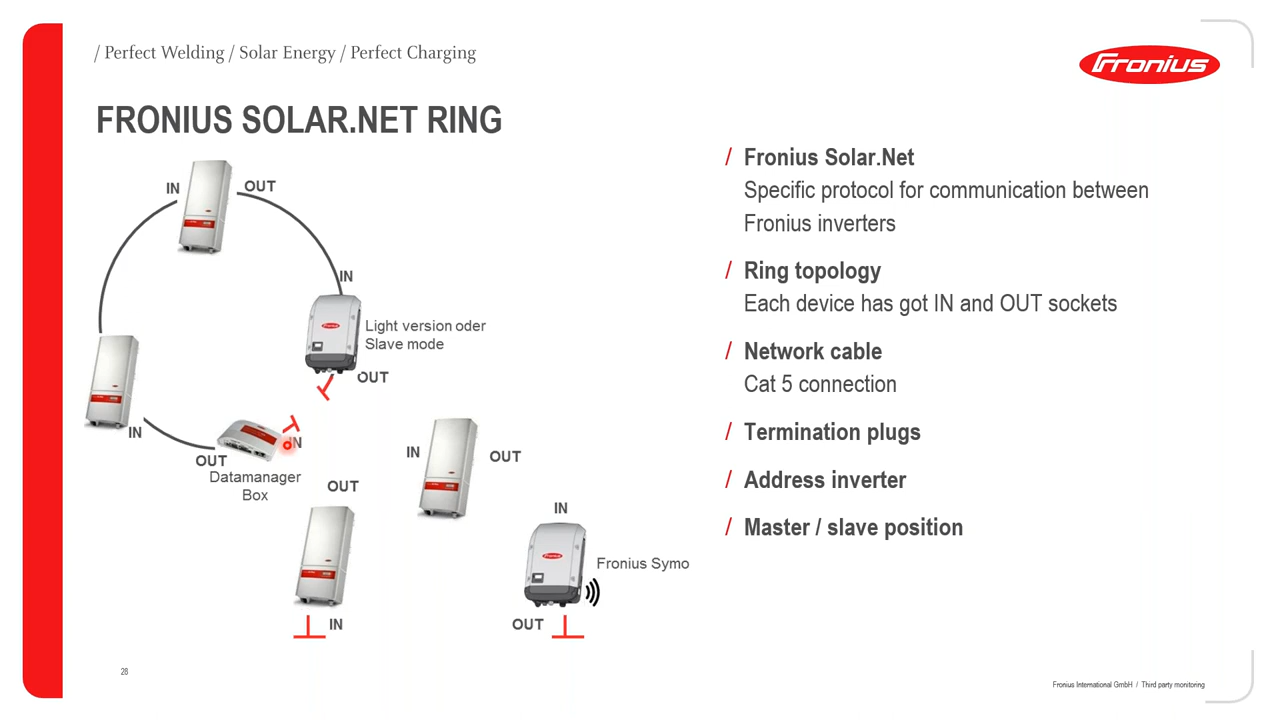 / Perfect Welding / Solar Energy / Perfect Charging
Fronius
FRONIUS SOLAR.NET RING
IN
OUT
IN
Light version oder
Slave mode
OUT
IN
IN
OUT
Datamanager
Box
OUT
IN
IN
OUT
IN
Fronius
Fronius Symo
OUT
/ Fronius Solar.Net
Specific protocol for communication between
Fronius inverters
/ Ring topology
Each device has got IN and OUT sockets
/ Network cable
Cat 5 connection
/ Termination plugs
/ Address inverter
/ Master / slave position
28
Fronius International GmbH / Third party monitoring